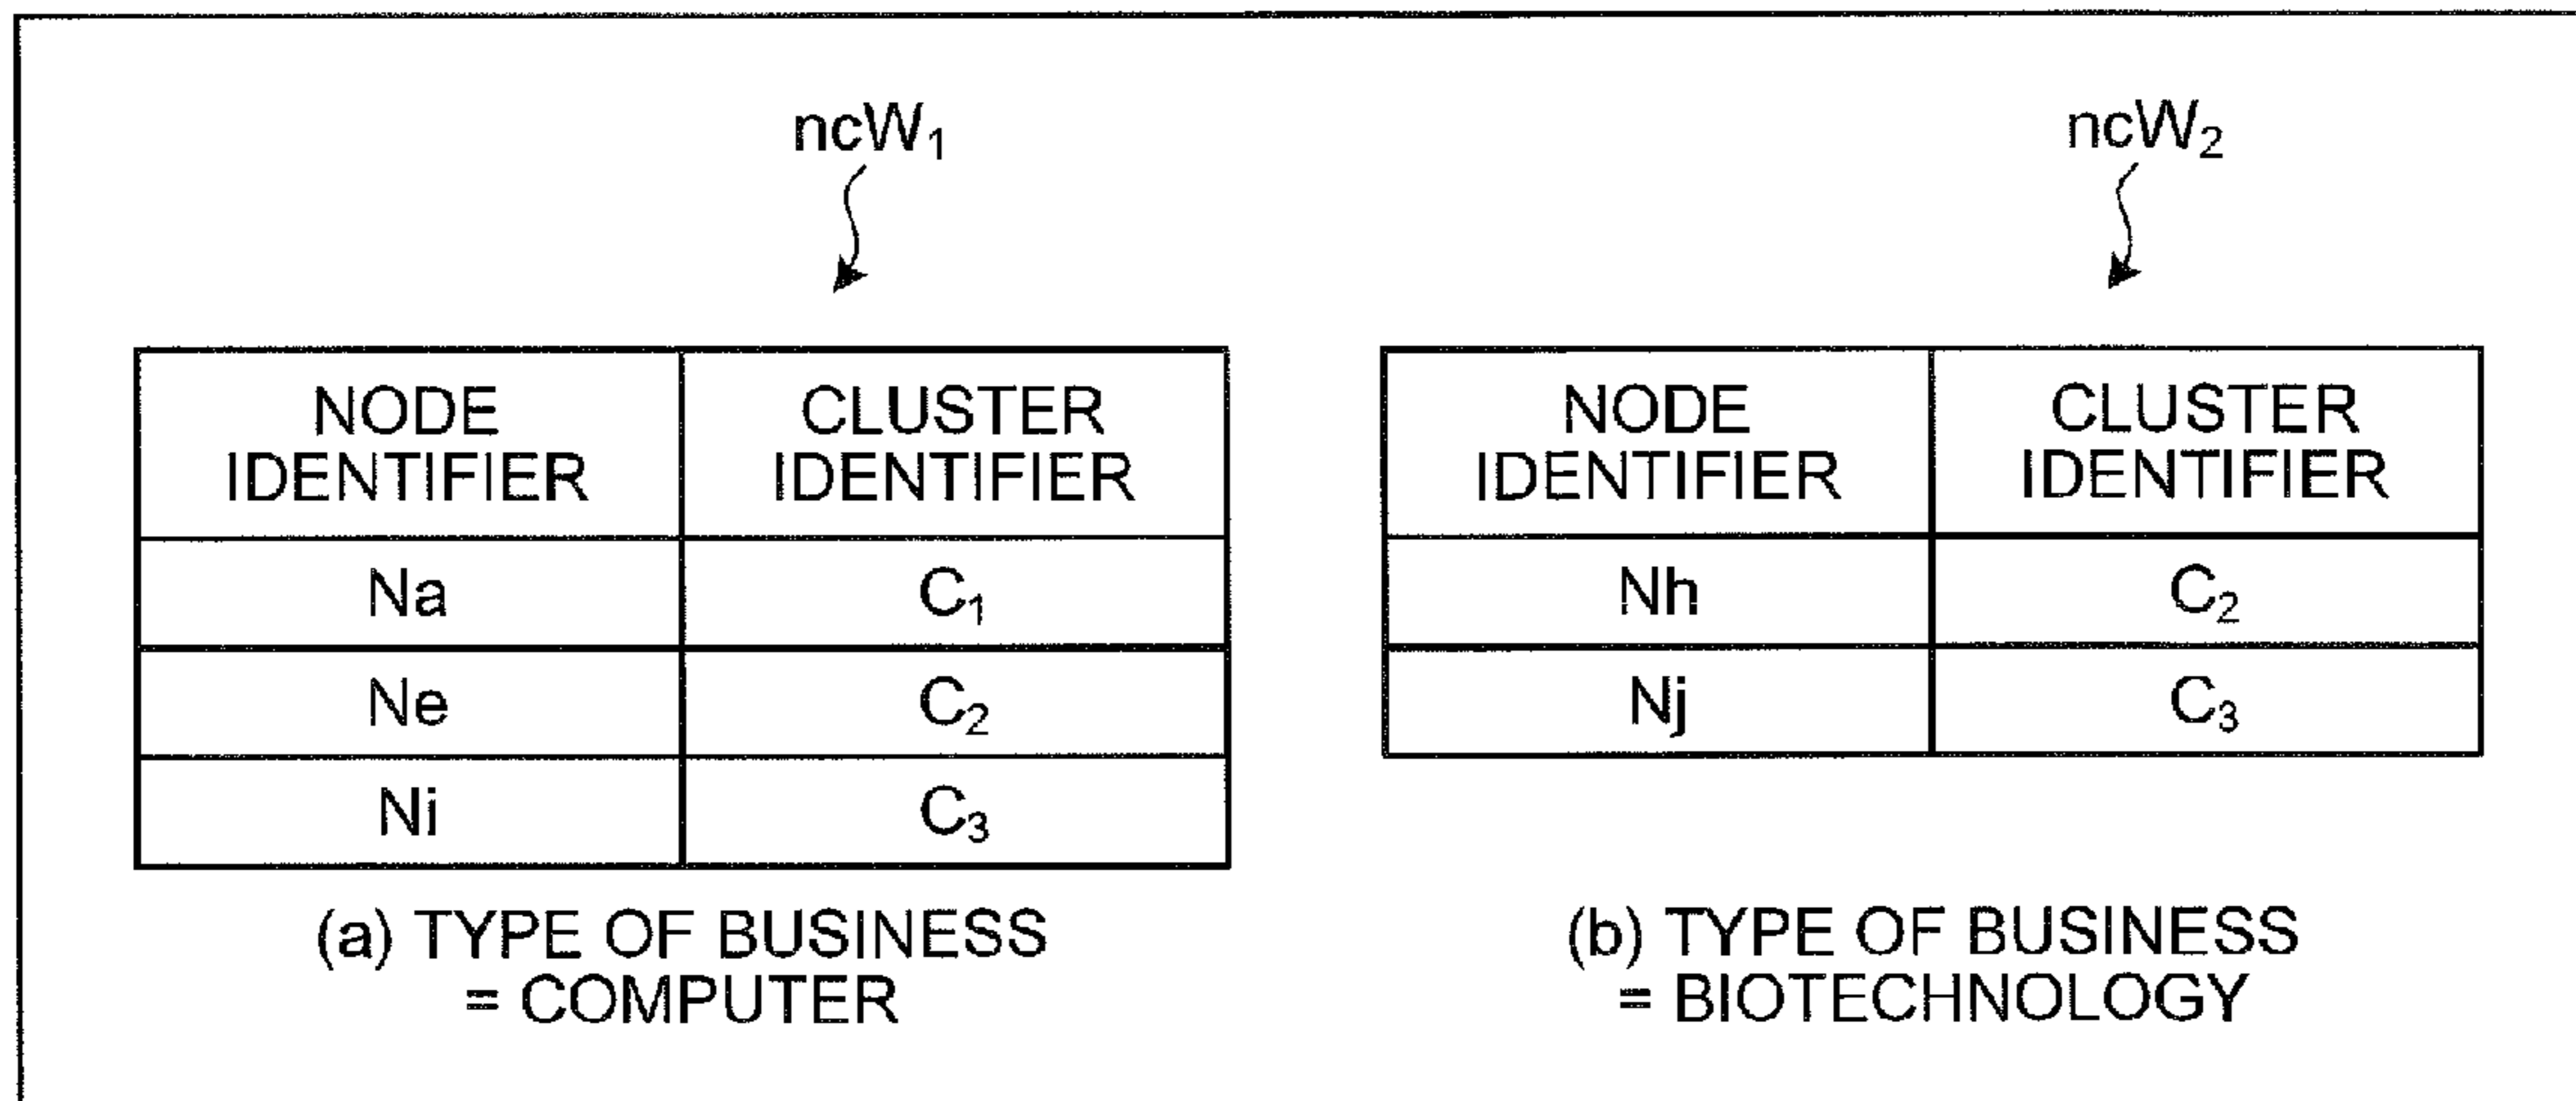 ncW₁
ncW₂
NODE
IDENTIFIER
CLUSTER
IDENTIFIER
Na
C₁
Ne
C₂
Ni
C₃
(a) TYPE OF BUSINESS
= COMPUTER
NODE
IDENTIFIER
CLUSTER
IDENTIFIER
Nh
C₂
Nj
C₃
(b) TYPE OF BUSINESS
= BIOTECHNOLOGY